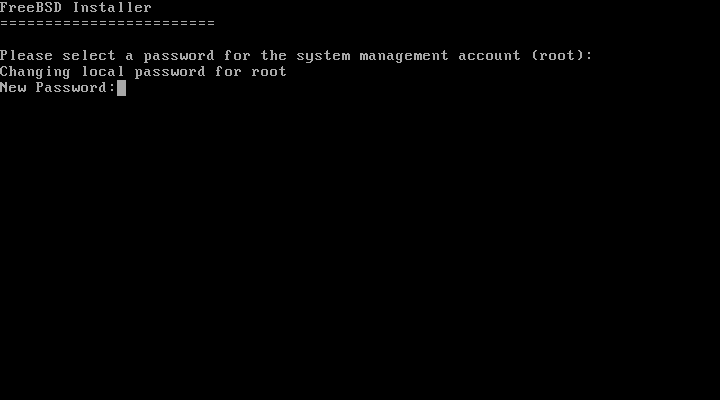 FreeBSD Installer
========================
Please select a password for the system management account (root):
Changing local password for root
New Password: